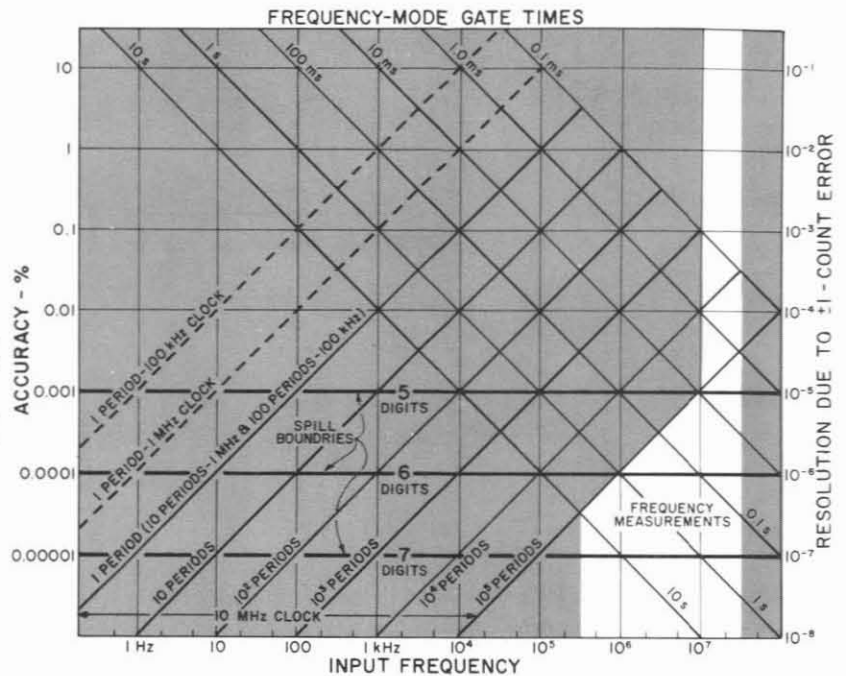 FREQUENCY-MODE GATE TIMES
10 s
1 s
100 ms
10 ms
1.0 ms
0.1 ms
ACCURACY - %
10
1
0.1
0.01
0.001
0.0001
0.00001
10⁻¹
10⁻²
10⁻³
10⁻⁴
10⁻⁵
10⁻⁶
10⁻⁷
10⁻⁸
RESOLUTION DUE TO ±1-COUNT ERROR
1 PERIOD-100 kHz CLOCK
1 PERIOD-1 MHz CLOCK
1 PERIOD (10 PERIODS-1 MHz & 100 PERIODS-100 kHz)
10 PERIODS
10² PERIODS
10³ PERIODS
10⁴ PERIODS
10⁵ PERIODS
5
DIGITS
SPILL
BOUNDRIES
6
DIGITS
7
DIGITS
FREQUENCY
MEASUREMENTS
0.1 s
10 s
1 s
10 MHz CLOCK
1 Hz
10
100
1 kHz
10⁴
10⁵
10⁶
10⁷
INPUT FREQUENCY